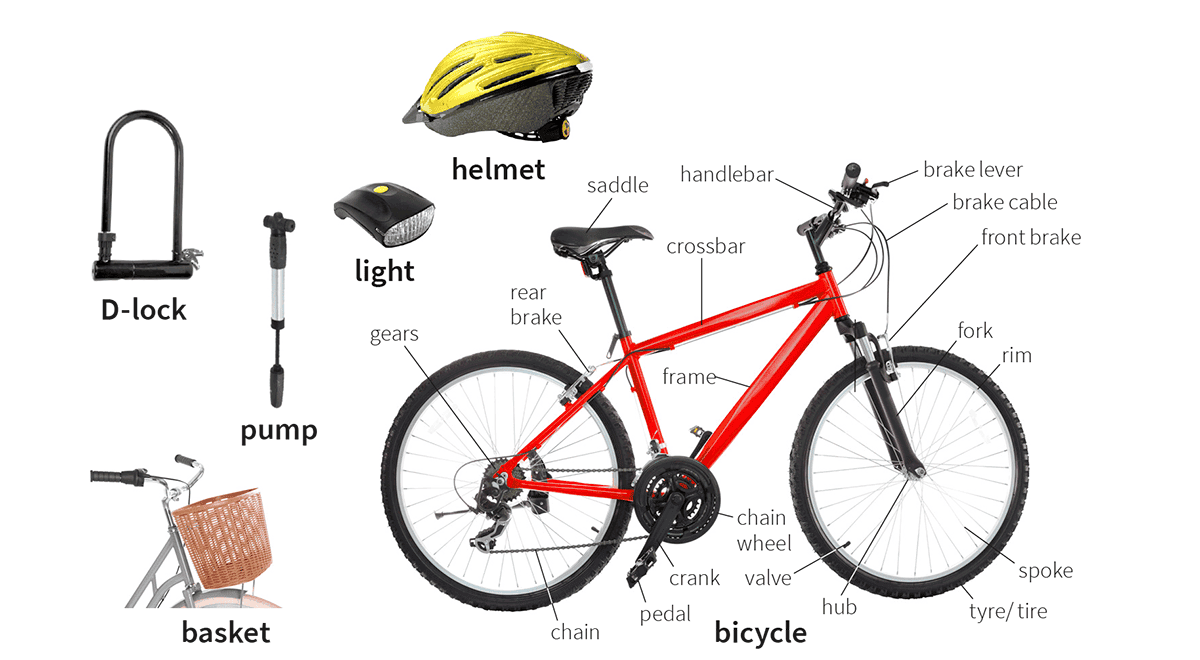 helmet
D-lock
light
pump
basket
saddle
handlebar
brake lever
brake cable
front brake
crossbar
rear
brake
gears
fork
rim
frame
chain
wheel
crank
valve
spoke
hub
tyre/ tire
pedal
chain
bicycle